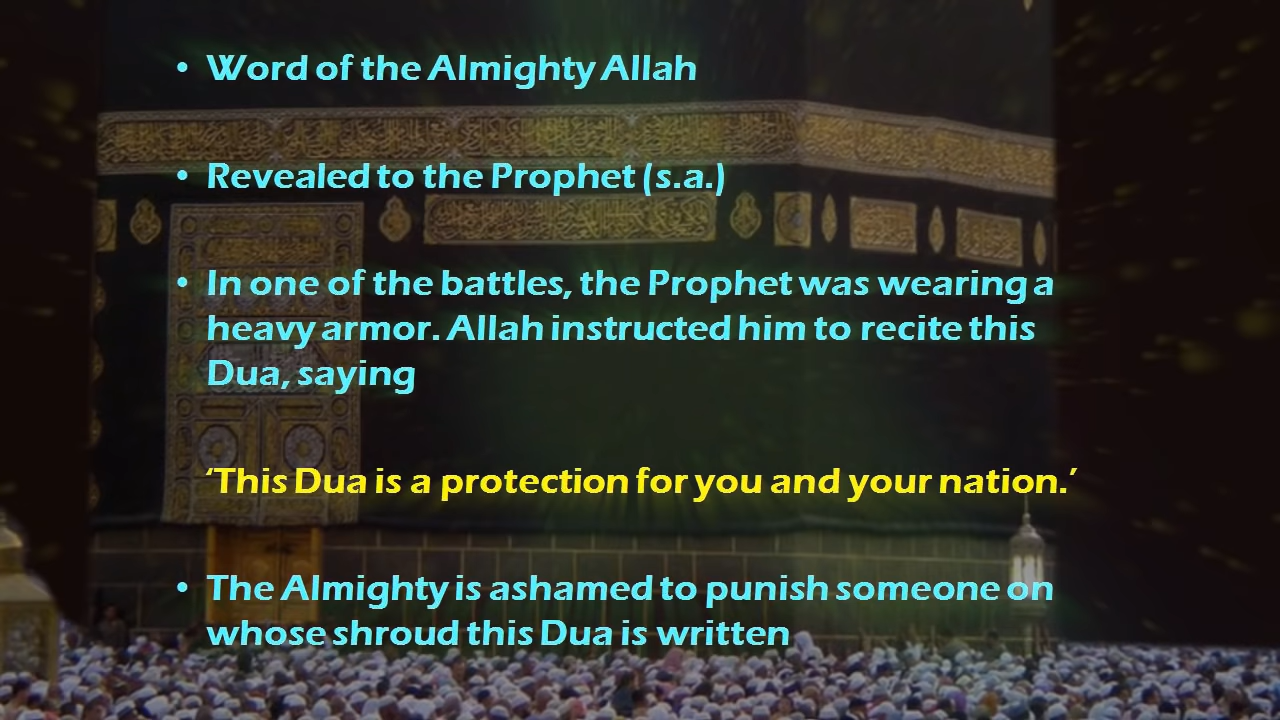 • Word of the Almighty Allah
• Revealed to the Prophet (s.a.)
• In one of the battles, the Prophet was wearing a
heavy armor. Allah instructed him to recite this
Dua, saying
‘This Dua is a protection for you and your nation.’
• The Almighty is ashamed to punish someone on
whose shroud this Dua is written